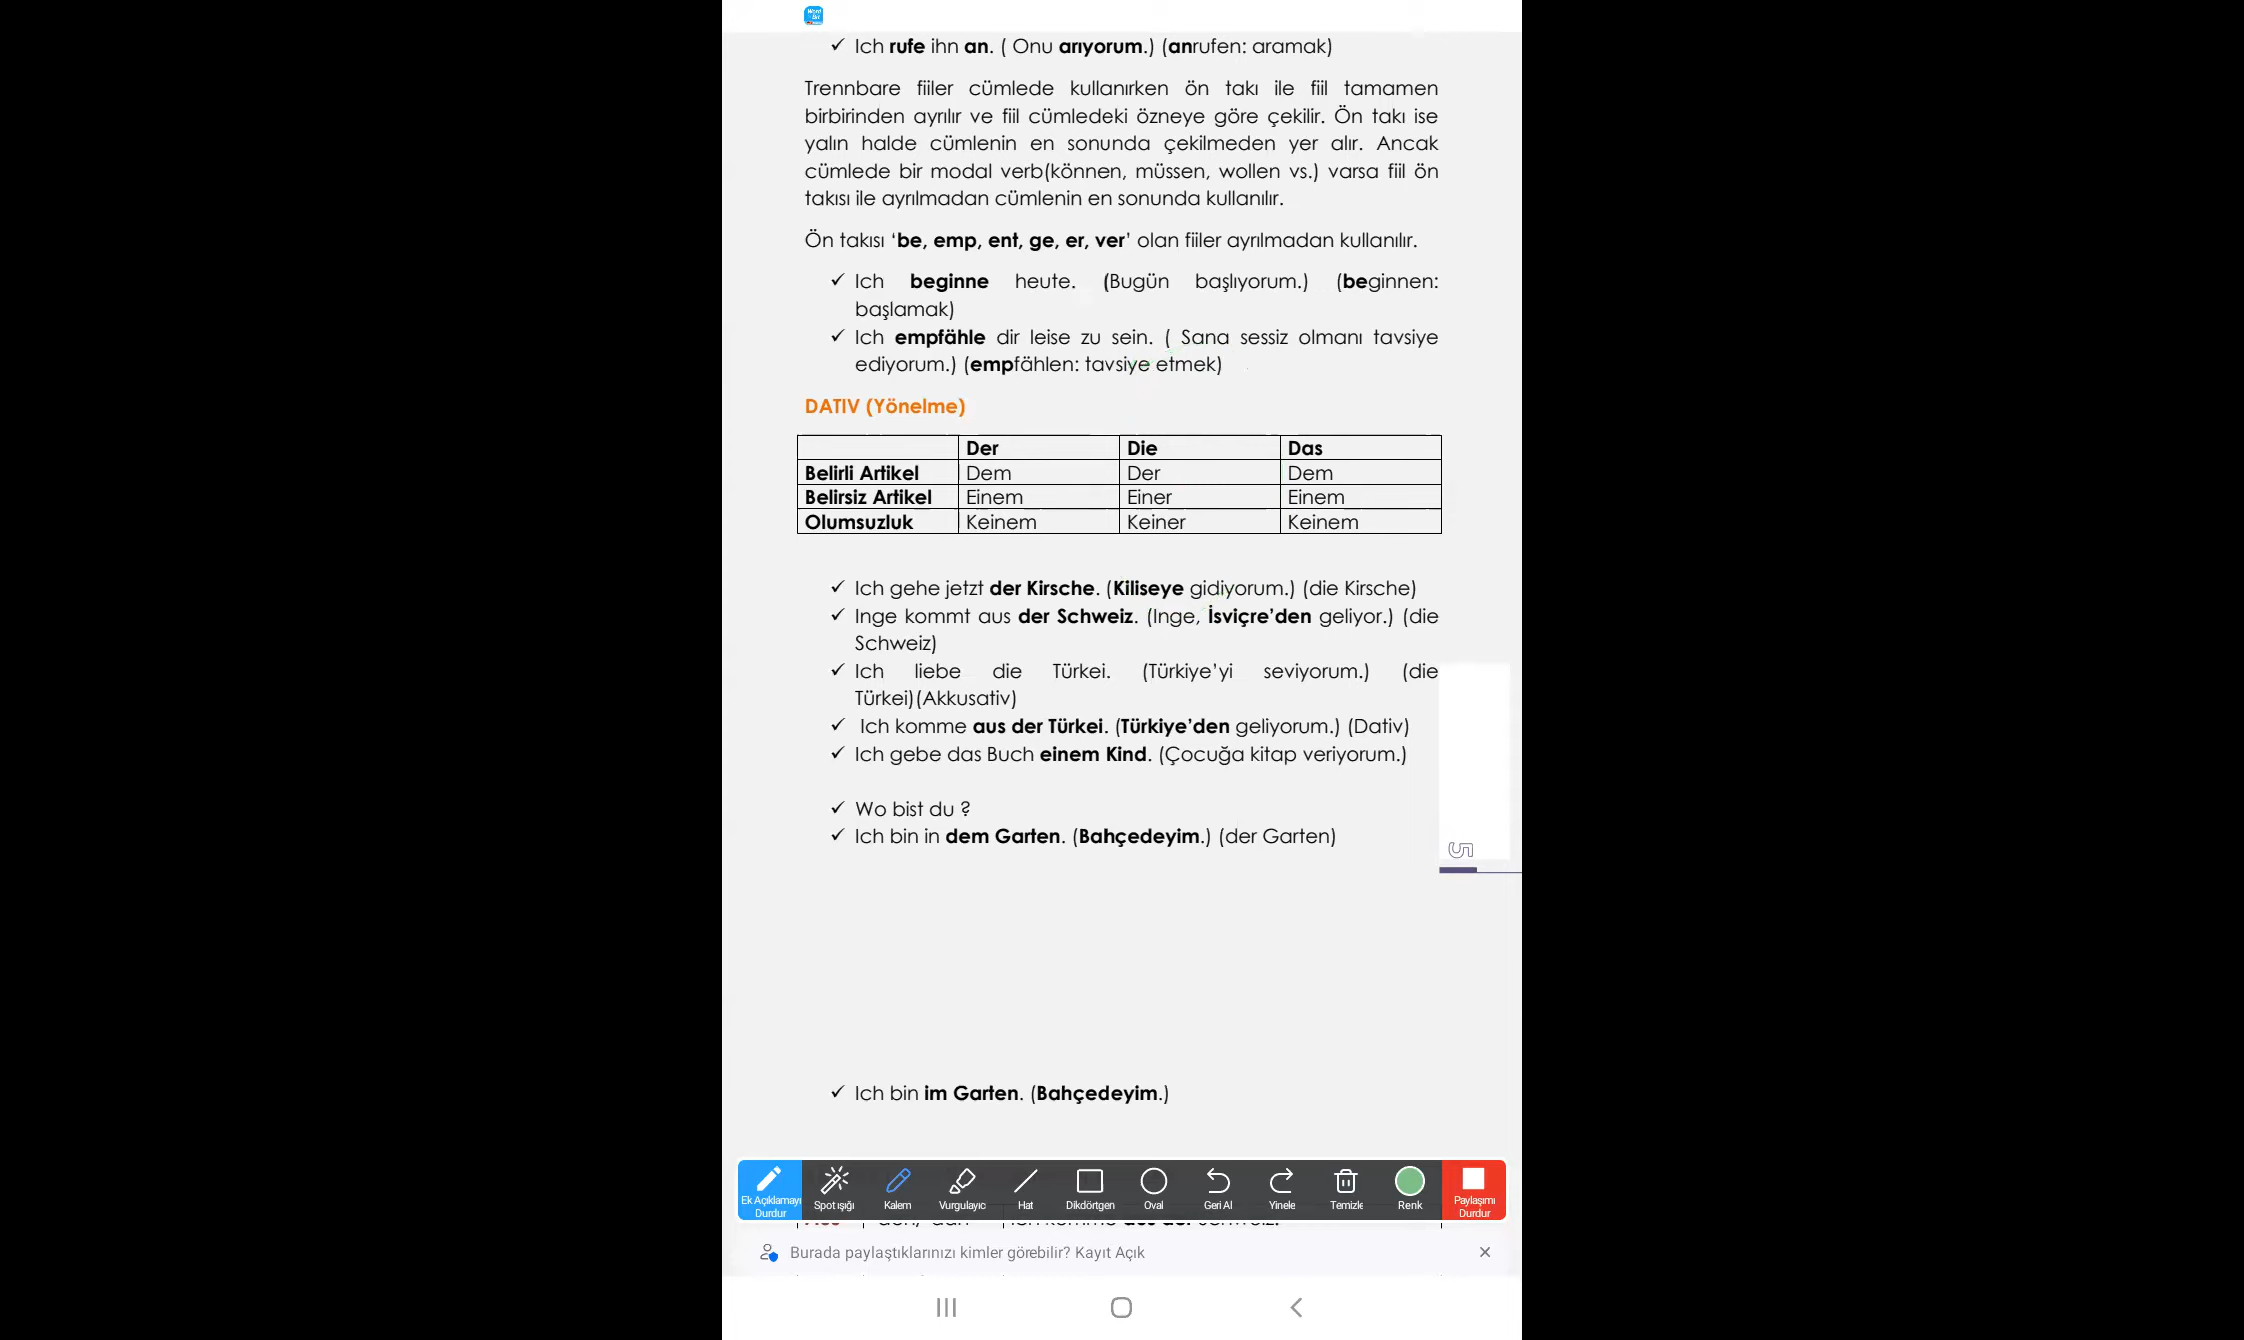 Word Bit
✓ Ich rufe ihn an. ( Onu arıyorum.) (anrufen: aramak)
Trennbare fiiler cümlede kullanırken ön takı ile fiil tamamen
birbirinden ayrılır ve fiil cümledeki özneye göre çekilir. Ön takı ise
yalın halde cümlenin en sonunda çekilmeden yer alır. Ancak
cümlede bir modal verb(können, müssen, wollen vs.) varsa fiil ön
takısı ile ayrılmadan cümlenin en sonunda kullanılır.
Ön takısı ‘be, emp, ent, ge, er, ver’ olan fiiler ayrılmadan kullanılır.
✓ Ich beginne heute. (Bugün başlıyorum.) (beginnen:
başlamak)
✓ Ich empfähle dir leise zu sein. ( Sana sessiz olmanı tavsiye
ediyorum.) (empfählen: tavsiye etmek)
DATIV (Yönelme)
Der Die Das
Belirli Artikel Dem Der Dem
Belirsiz Artikel Einem Einer Einem
Olumsuzluk Keinem Keiner Keinem
✓ Ich gehe jetzt der Kirsche. (Kiliseye gidiyorum.) (die Kirsche)
✓ Inge kommt aus der Schweiz. (Inge, İsviçre’den geliyor.) (die
Schweiz)
✓ Ich liebe die Türkei. (Türkiye’yi seviyorum.) (die
Türkei)(Akkusativ)
✓ Ich komme aus der Türkei. (Türkiye’den geliyorum.) (Dativ)
✓ Ich gebe das Buch einem Kind. (Çocuğa kitap veriyorum.)
✓ Wo bist du ?
✓ Ich bin in dem Garten. (Bahçedeyim.) (der Garten)
5
✓ Ich bin im Garten. (Bahçedeyim.)
Ek Açıklamayı
Durdur
Spot ışığı
Kalem
Vurgulayıc
Hat
Dikdörtgen
Oval
Geri Al
Yinele
Temizle
Renk
Paylaşımı
Durdur
Burada paylaştıklarınızı kimler görebilir? Kayıt Açık